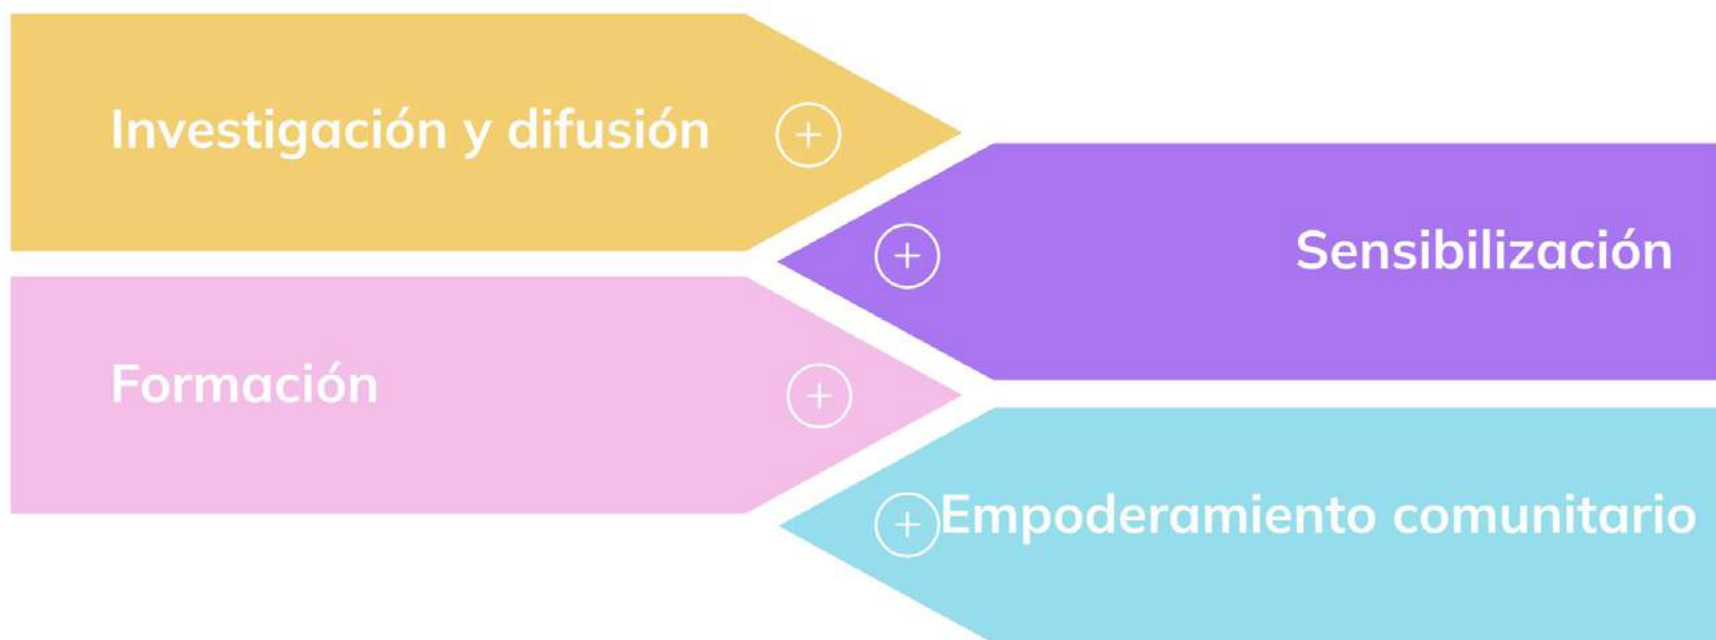 Investigación y difusión
Sensibilización
Formación
Empoderamiento comunitario